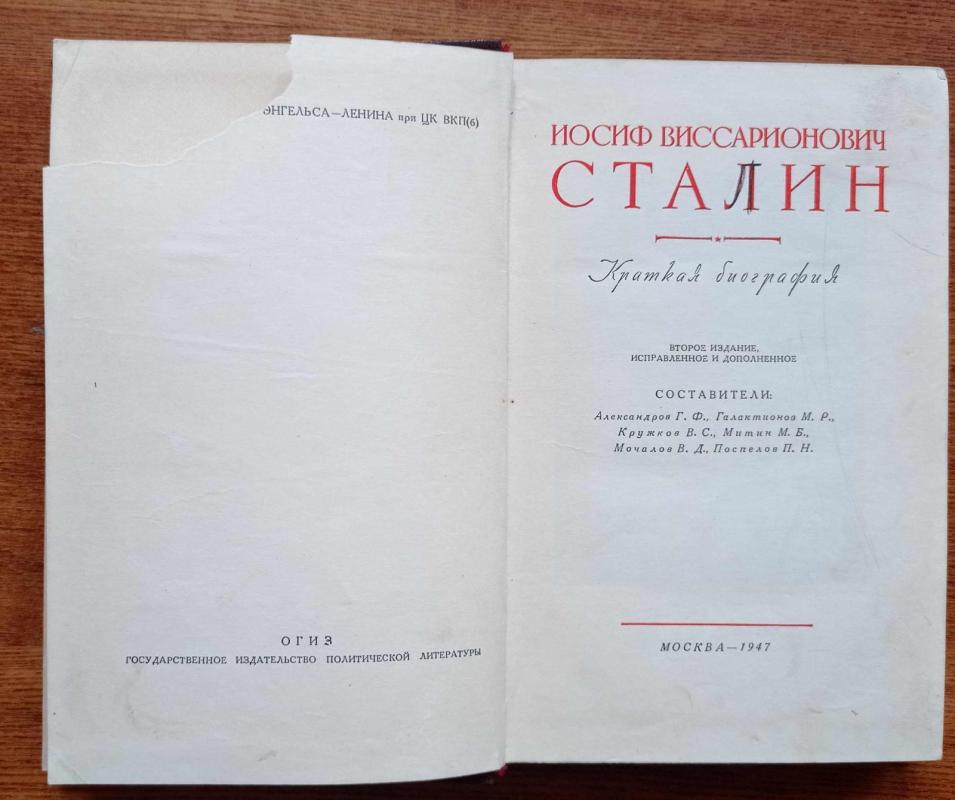 ЭНГЕЛЬСА—ЛЕНИНА при ЦК ВКП(б)
ОГИЗ
ГОСУДАРСТВЕННОЕ ИЗДАТЕЛЬСТВО ПОЛИТИЧЕСКОЙ ЛИТЕРАТУРЫ
ИОСИФ ВИССАРИОНОВИЧ
СТАЛИН
Краткая биография
ВТОРОЕ ИЗДАНИЕ,
ИСПРАВЛЕННОЕ И ДОПОЛНЕННОЕ
СОСТАВИТЕЛИ:
Александров Г. Ф., Галактионов М. Р.,
Кружков В. С., Митин М. Б.,
Мочалов В. Д., Поспелов П. Н.
МОСКВА—1947